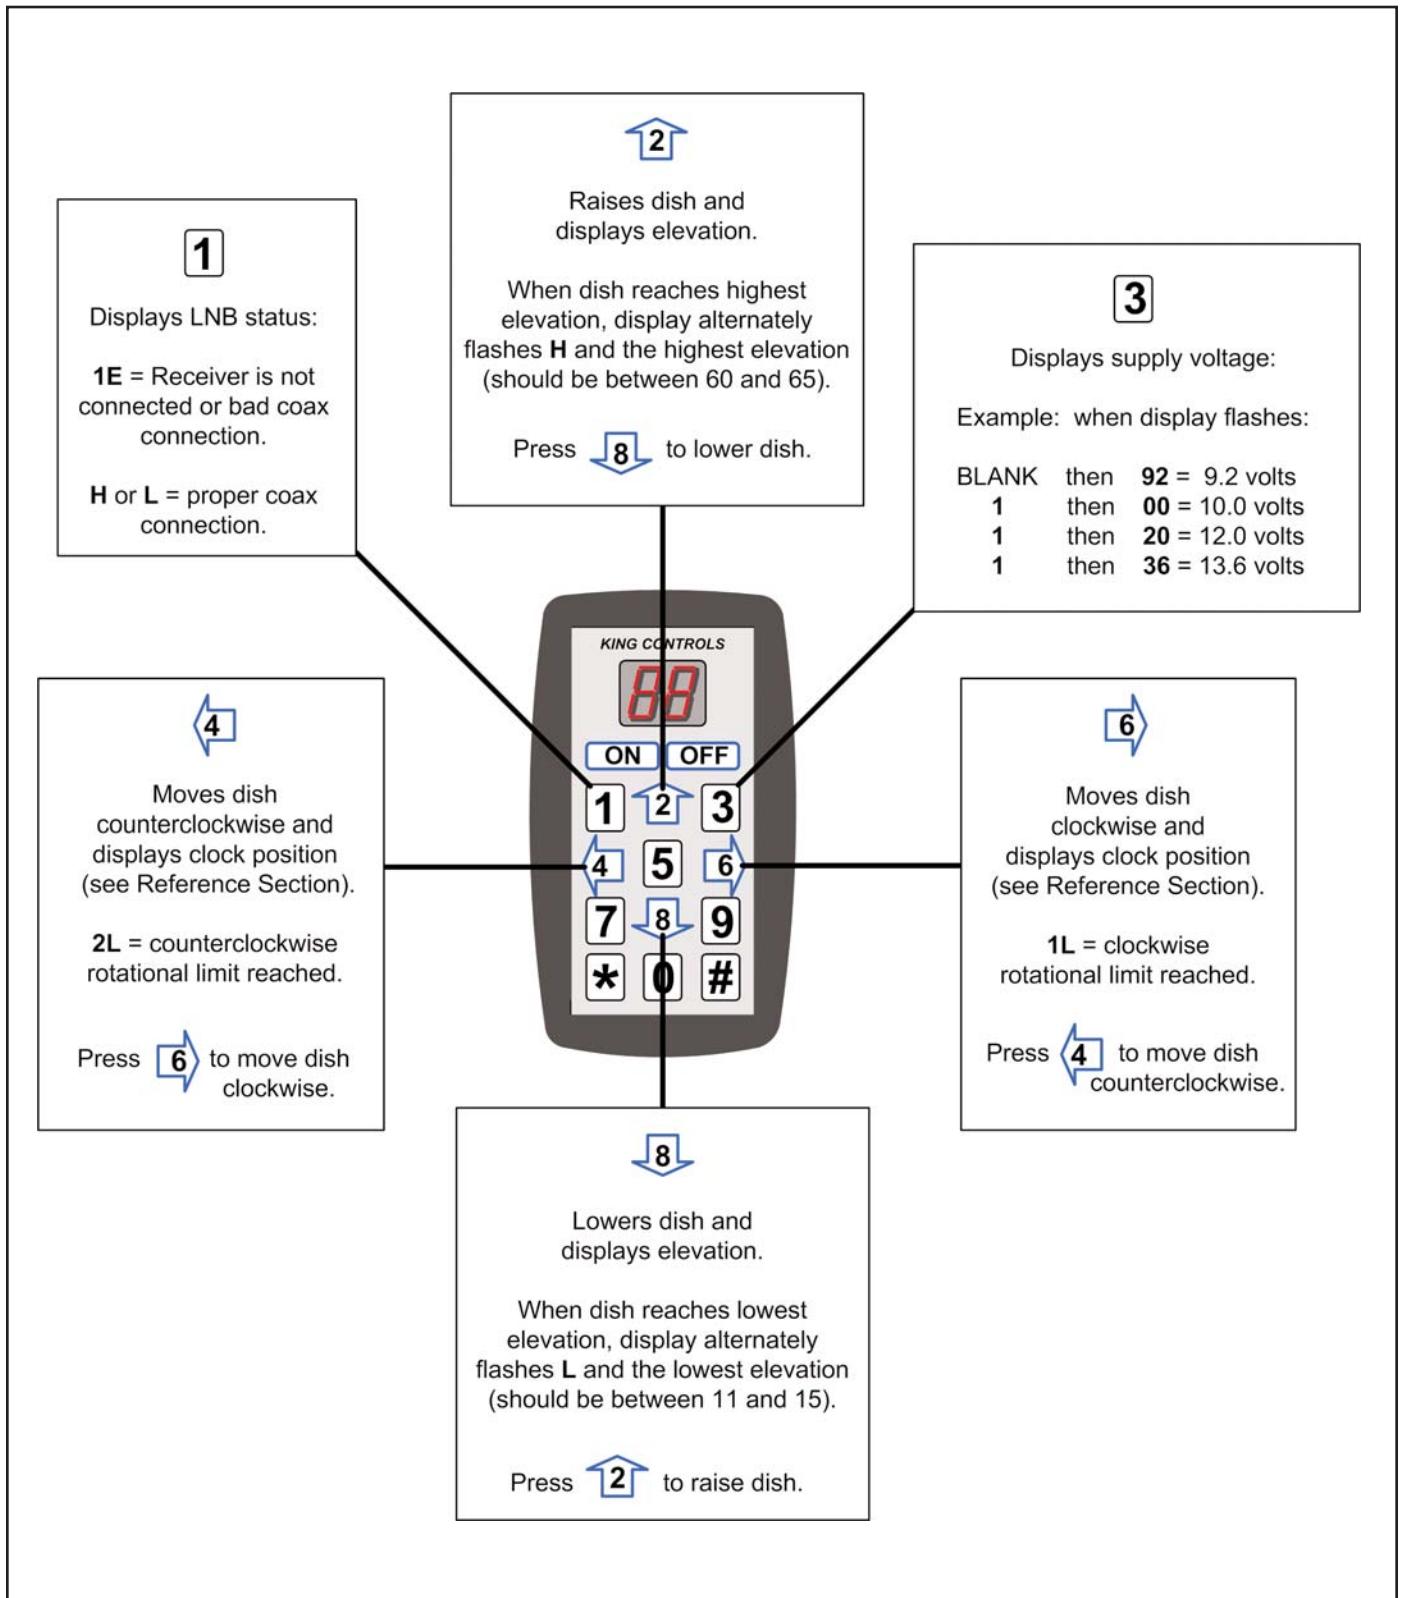 2
Raises dish and
displays elevation.
When dish reaches highest
elevation, display alternately
flashes H and the highest elevation
(should be between 60 and 65).
Press 8 to lower dish.
1
Displays LNB status:
1E = Receiver is not
connected or bad coax
connection.
H or L = proper coax
connection.
3
Displays supply voltage:
Example: when display flashes:
BLANK then 92 = 9.2 volts
1 then 00 = 10.0 volts
1 then 20 = 12.0 volts
1 then 36 = 13.6 volts
KING CONTROLS
88
ON OFF
1 2 3
4 5 6
7 8 9
* 0 #
4
Moves dish
counterclockwise and
displays clock position
(see Reference Section).
2L = counterclockwise
rotational limit reached.
Press 6 to move dish
clockwise.
6
Moves dish
clockwise and
displays clock position
(see Reference Section).
1L = clockwise
rotational limit reached.
Press 4 to move dish
counterclockwise.
8
Lowers dish and
displays elevation.
When dish reaches lowest
elevation, display alternately
flashes L and the lowest elevation
(should be between 11 and 15).
Press 2 to raise dish.